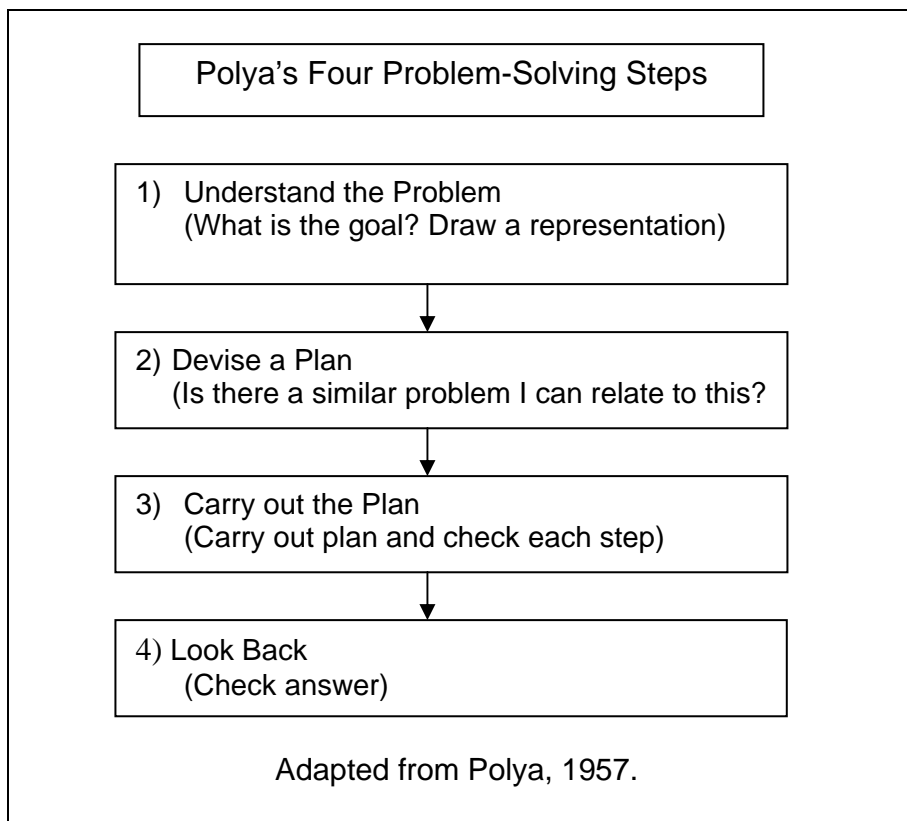 Polya’s Four Problem-Solving Steps
1) Understand the Problem
(What is the goal? Draw a representation)
2) Devise a Plan
(Is there a similar problem I can relate to this?
3) Carry out the Plan
(Carry out plan and check each step)
4) Look Back
(Check answer)
Adapted from Polya, 1957.